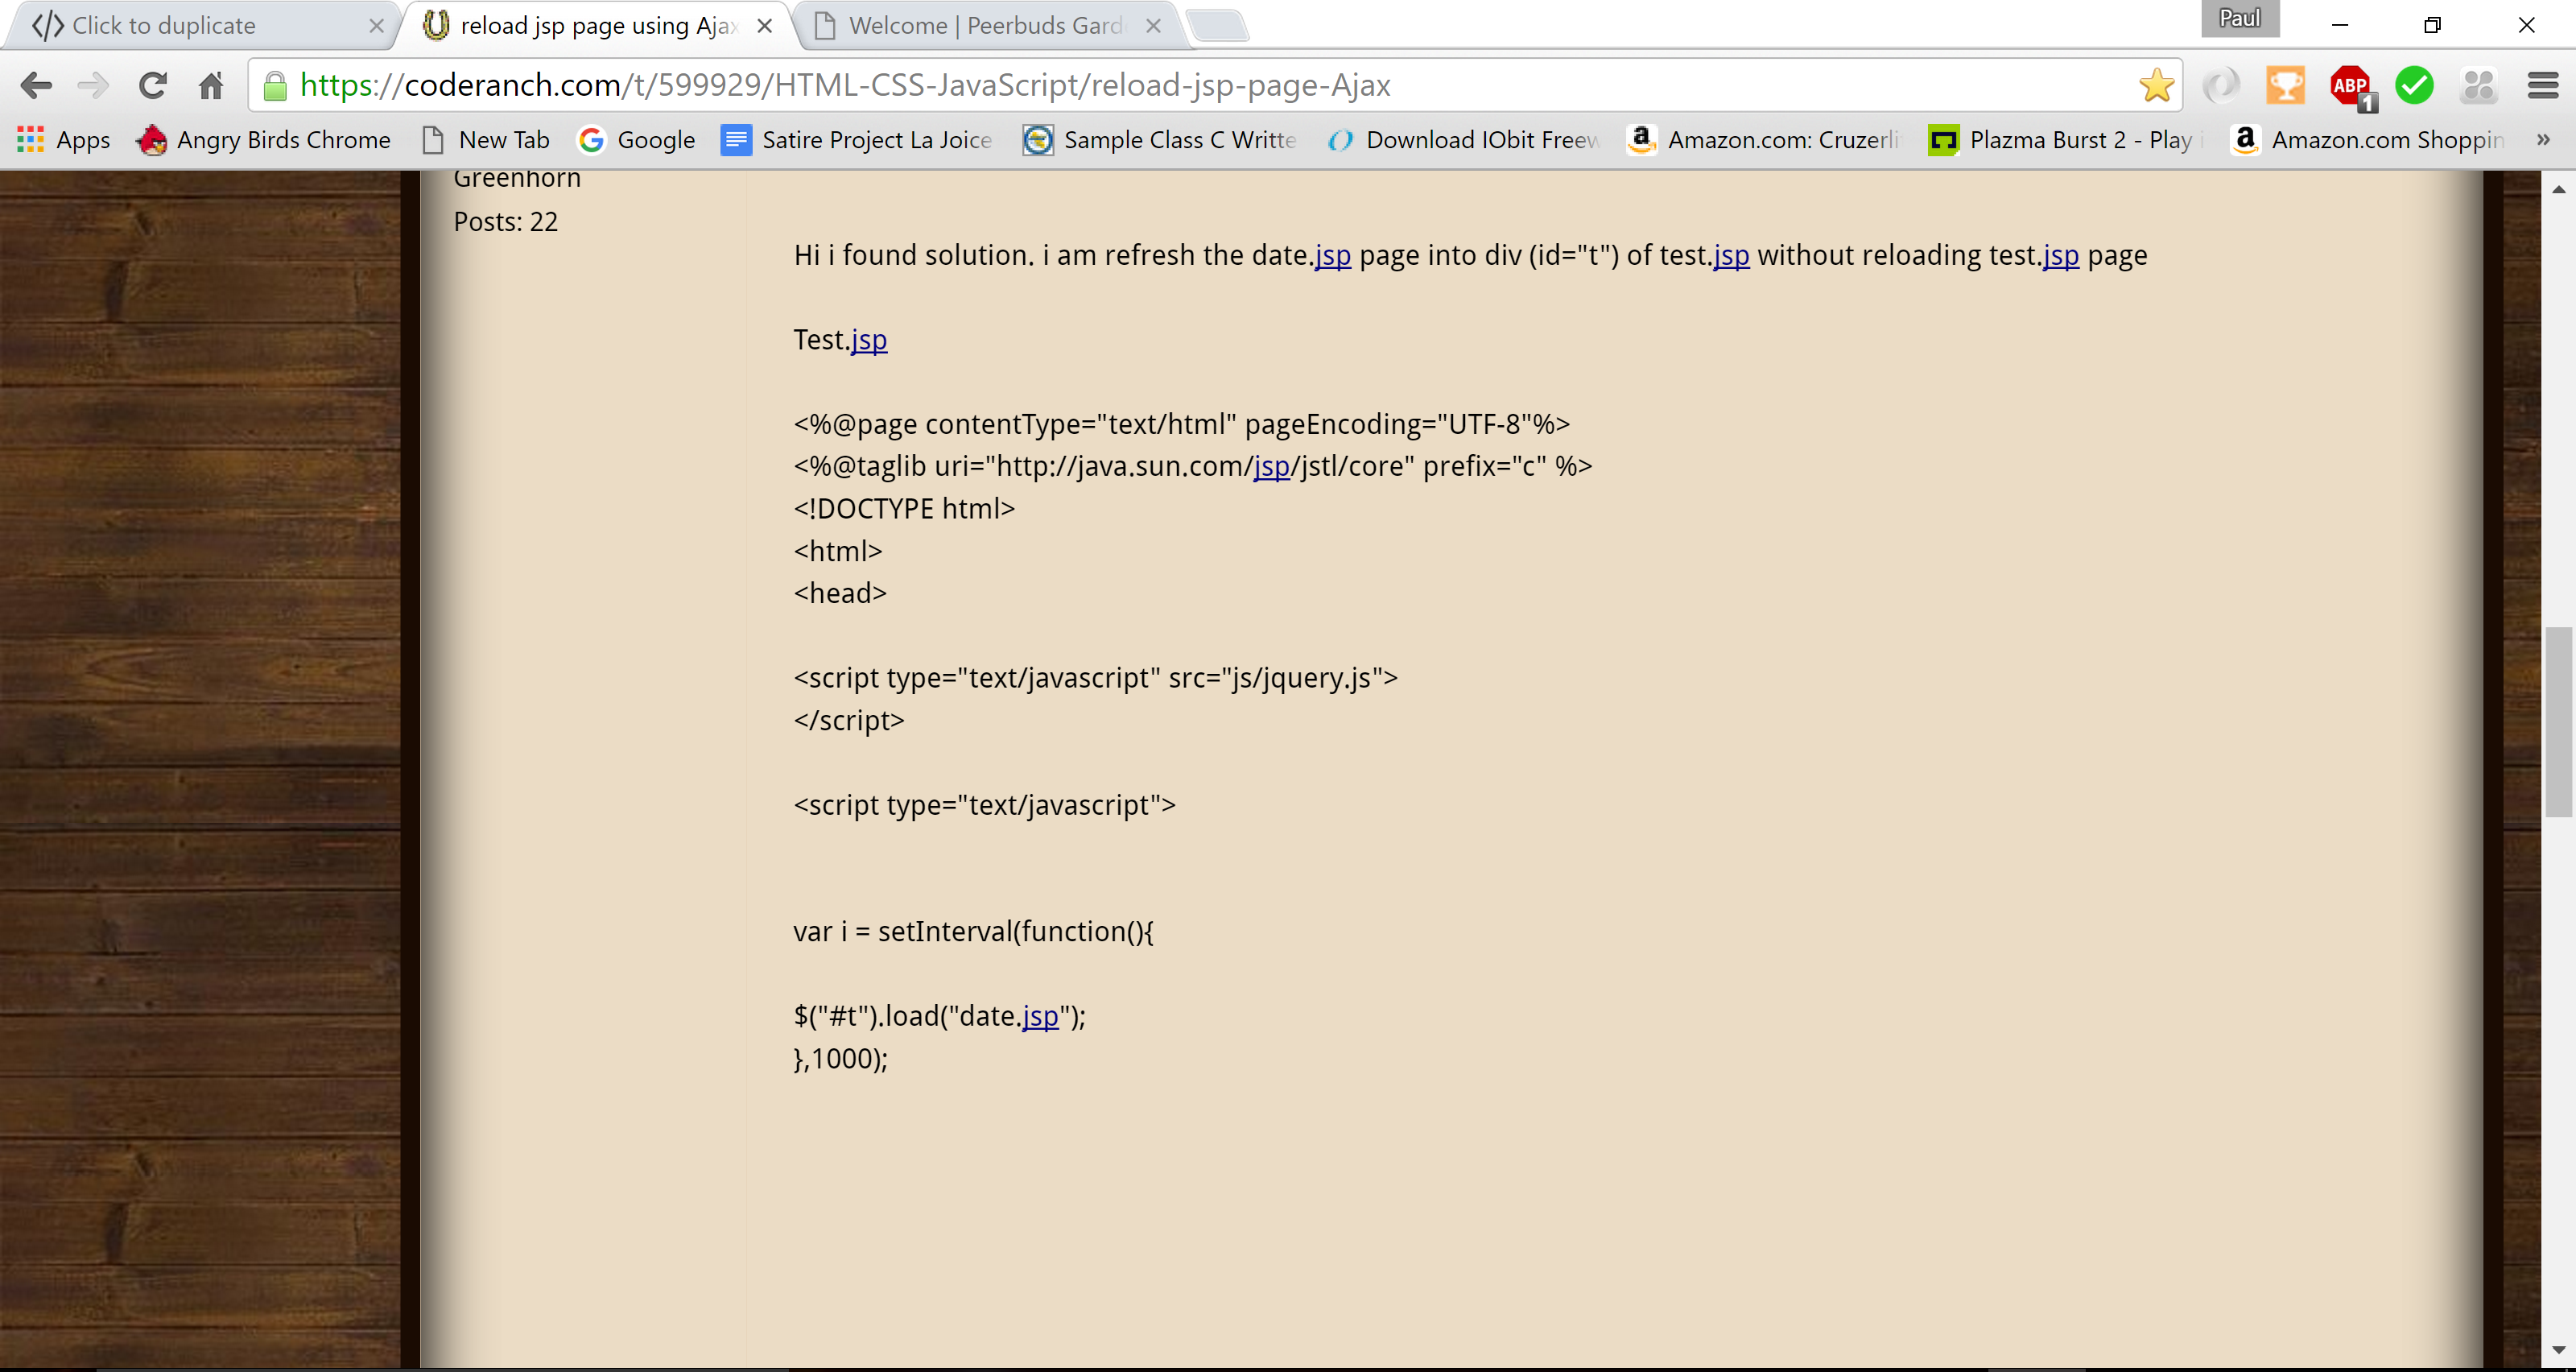 Click to duplicate
reload jsp page using Ajax
Welcome | Peerbuds Gard
Paul
https://coderanch.com/t/599929/HTML-CSS-JavaScript/reload-jsp-page-Ajax
ABP
1
Apps
Angry Birds Chrome
New Tab
Google
Satire Project La Joice
Sample Class C Writte
Download IObit Freew
Amazon.com: Cruzerli
Plazma Burst 2 - Play i
Amazon.com Shoppin
»
Greenhorn
Posts: 22
Hi i found solution. i am refresh the date.jsp page into div (id="t") of test.jsp without reloading test.jsp page
Test.jsp
<%@page contentType="text/html" pageEncoding="UTF-8"%>
<%@taglib uri="http://java.sun.com/jsp/jstl/core" prefix="c" %>
<!DOCTYPE html>
<html>
<head>
<script type="text/javascript" src="js/jquery.js">
</script>
<script type="text/javascript">
var i = setInterval(function(){
$("#t").load("date.jsp");
},1000);